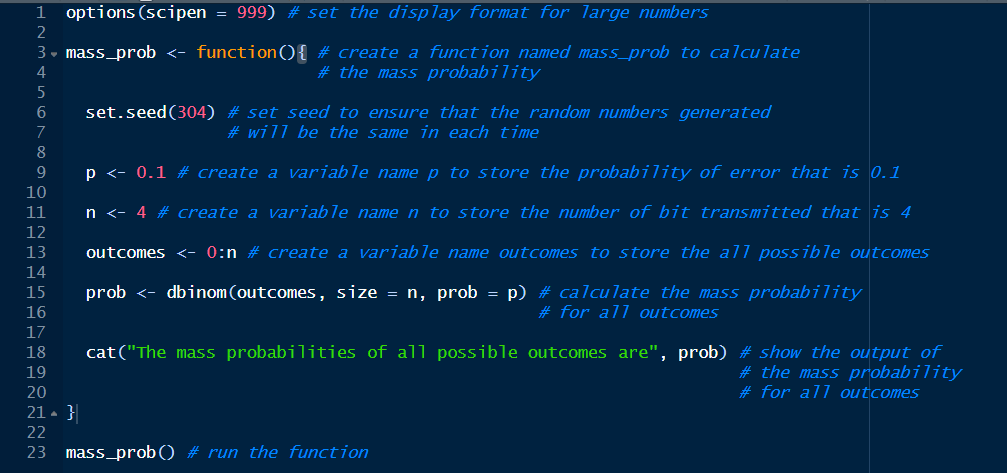 1 options(scipen = 999) # set the display format for large numbers
2
3 mass_prob <- function(){ # create a function named mass_prob to calculate
4 # the mass probability
5
6 set.seed(304) # set seed to ensure that the random numbers generated
7 # will be the same in each time
8
9 p <- 0.1 # create a variable name p to store the probability of error that is 0.1
10
11 n <- 4 # create a variable name n to store the number of bit transmitted that is 4
12
13 outcomes <- 0:n # create a variable name outcomes to store the all possible outcomes
14
15 prob <- dbinom(outcomes, size = n, prob = p) # calculate the mass probability
16 # for all outcomes
17
18 cat("The mass probabilities of all possible outcomes are", prob) # show the output of
19 # the mass probability
20 # for all outcomes
21 }
22
23 mass_prob() # run the function